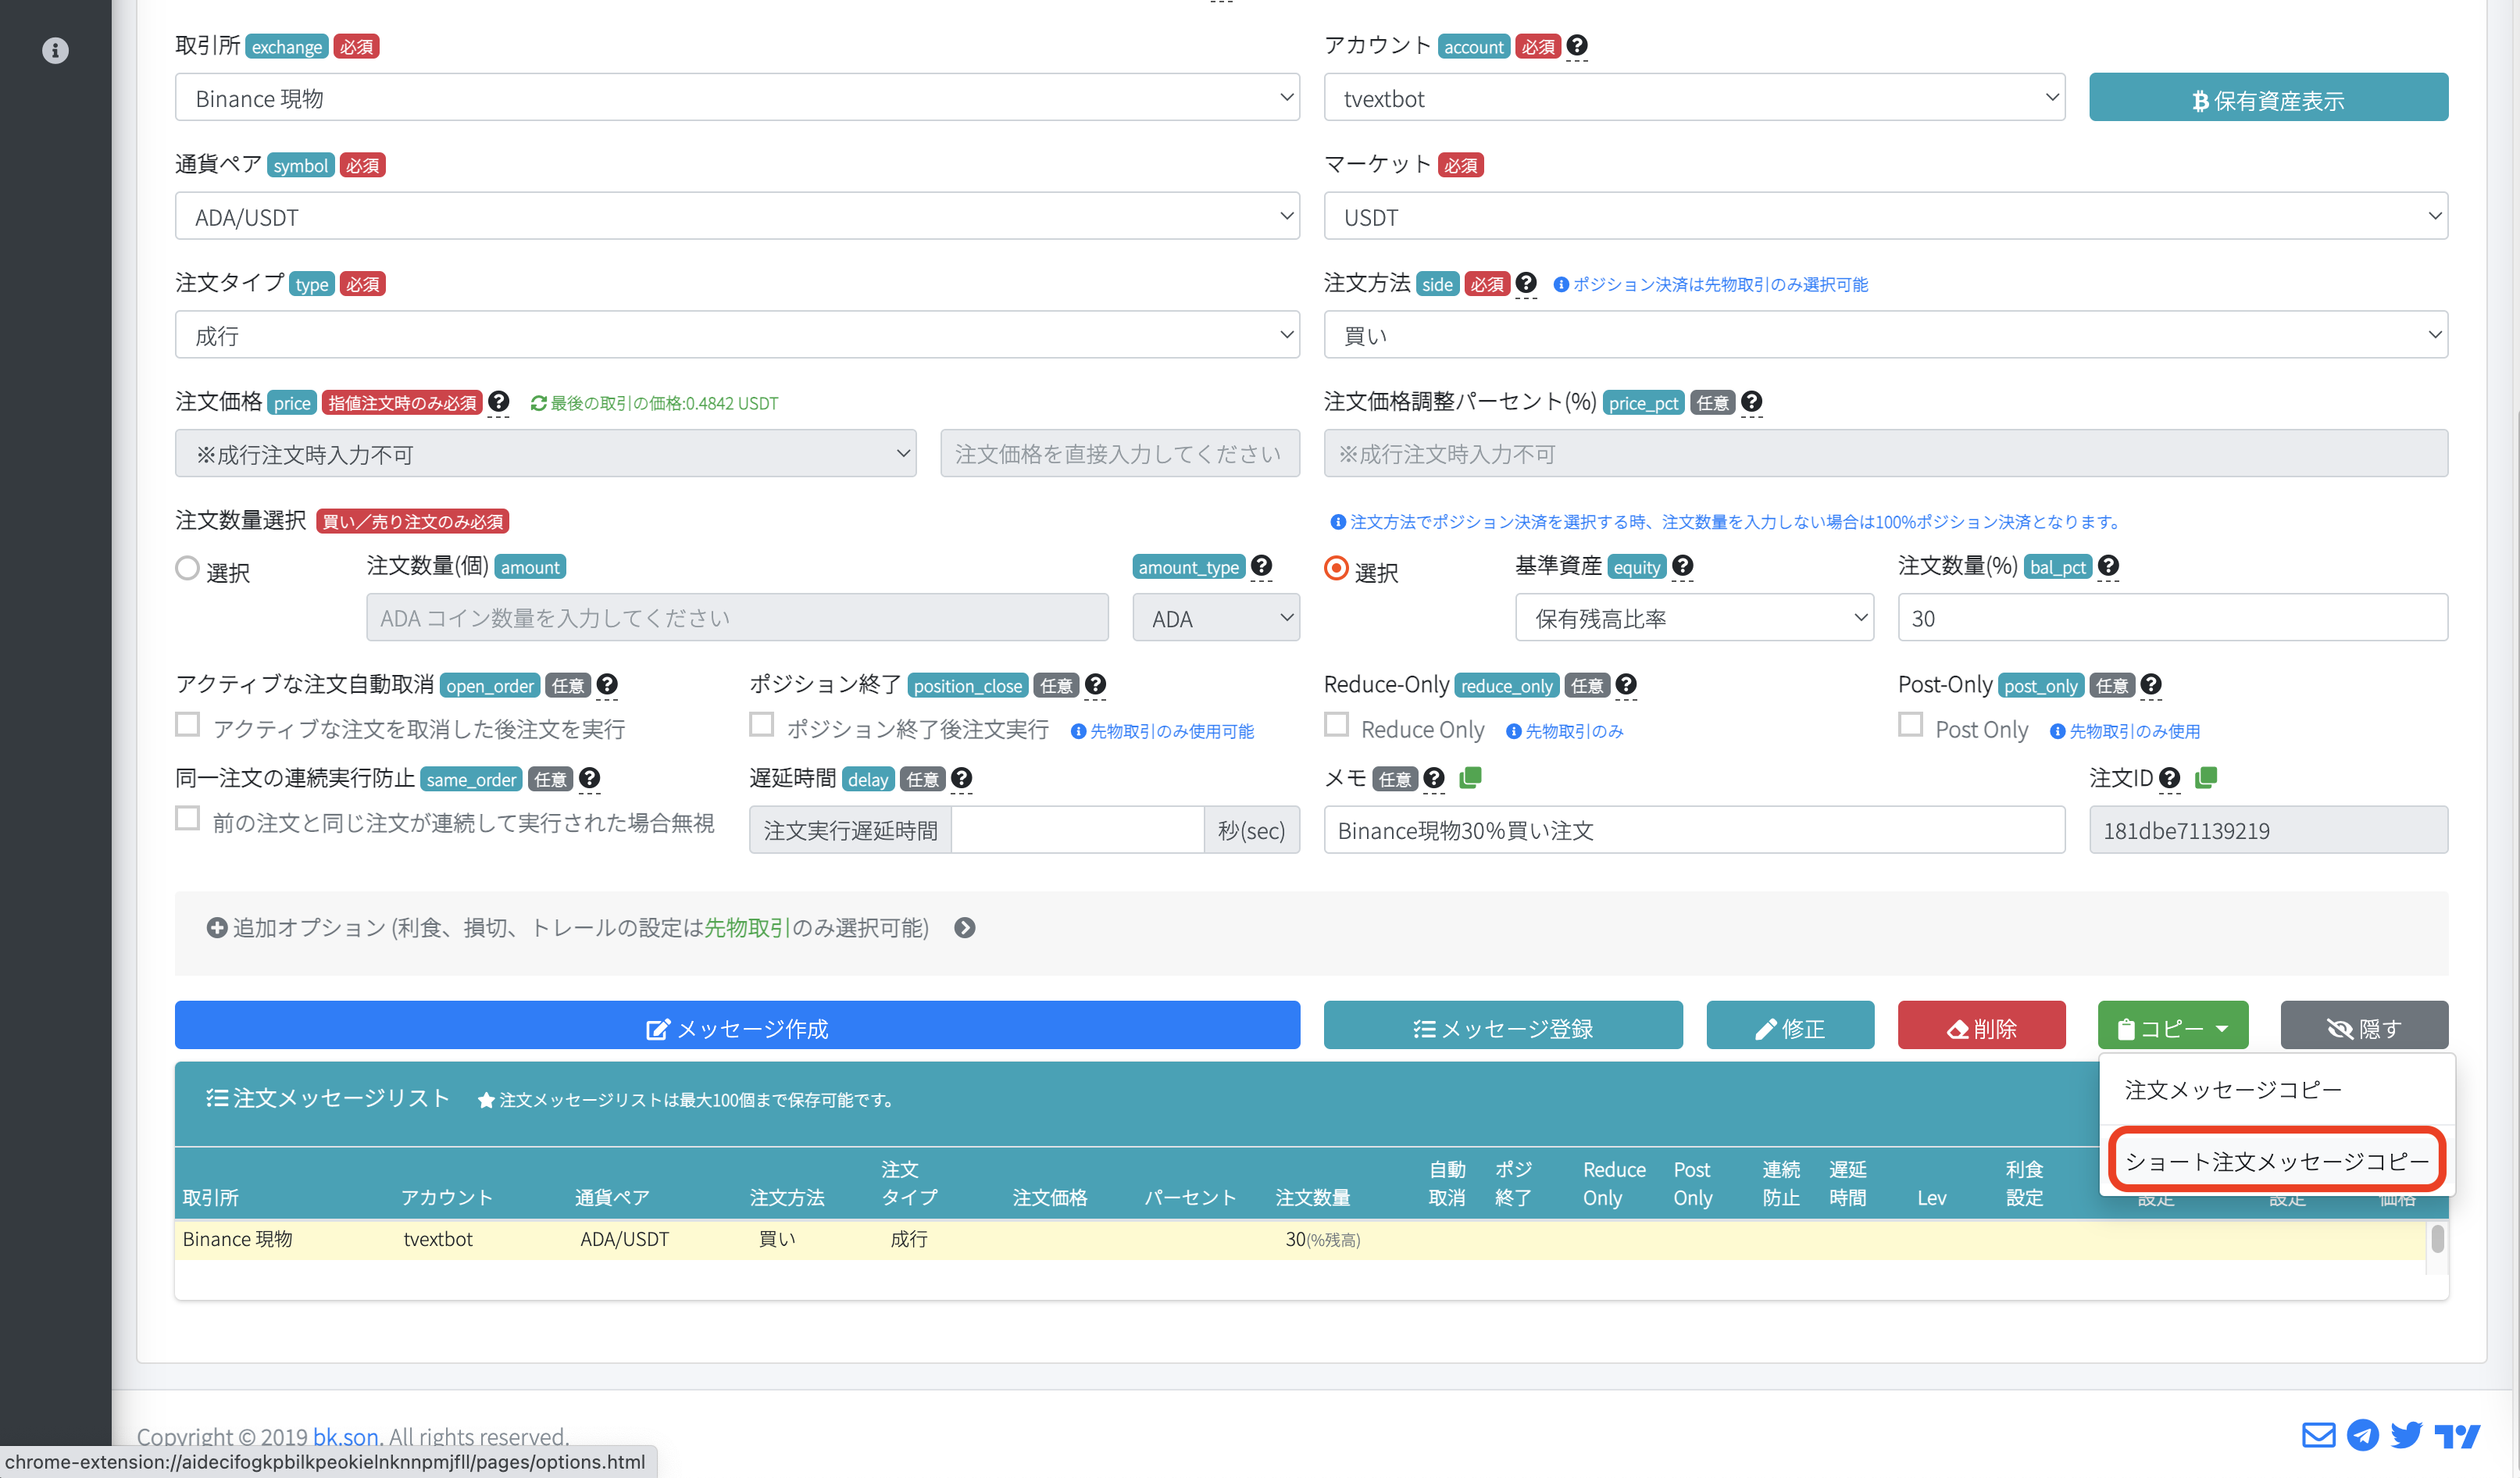 取引所 exchange 必須
アカウント account 必須
Binance 現物
tvextbot
保有資産表示
通貨ペア symbol 必須
マーケット 必須
ADA/USDT
USDT
注文タイプ type 必須
注文方法 side 必須 ポジション決済は先物取引のみ選択可能
成行
買い
注文価格 price 指値注文時のみ必須 最後の取引の価格:0.4842 USDT
注文価格調整パーセント(%) price_pct 任意
※成行注文時入力不可
注文価格を直接入力してください
※成行注文時入力不可
注文数量選択 買い/売り注文のみ必須
注文方法でポジション決済を選択する時、注文数量を入力しない場合は100%ポジション決済となります。
選択
注文数量(個) amount
amount_type
選択
基準資産 equity
注文数量(%) bal_pct
ADA コイン数量を入力してください
ADA
保有残高比率
30
アクティブな注文自動取消 open_order 任意
ポジション終了 position_close 任意
Reduce-Only reduce_only 任意
Post-Only post_only 任意
アクティブな注文を取消した後注文を実行
ポジション終了後注文実行 先物取引のみ使用可能
Reduce Only 先物取引のみ
Post Only 先物取引のみ使用
同一注文の連続実行防止 same_order 任意
遅延時間 delay 任意
メモ 任意
注文ID
前の注文と同じ注文が連続して実行された場合無視
注文実行遅延時間
秒(sec)
Binance現物30%買い注文
181dbe71139219
追加オプション (利食、損切、トレールの設定は先物取引のみ選択可能)
メッセージ作成
メッセージ登録
修正
削除
コピー
隠す
注文メッセージコピー
ショート注文メッセージコピー
注文メッセージリスト 注文メッセージリストは最大100個まで保存可能です。
取引所
アカウント
通貨ペア
注文方法
注文
タイプ
注文価格
パーセント
注文数量
自動
取消
ポジ
終了
Reduce
Only
Post
Only
連続
防止
遅延
時間
Lev
利食
設定
設定
設定
価格
Binance 現物 tvextbot ADA/USDT 買い 成行 30(%残高)
Copyright © 2019 bk.son. All rights reserved.
chrome-extension://aidecifogkpbilkpeokielnknnpmjfll/pages/options.html